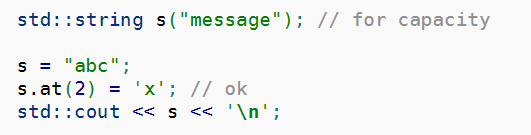 std::string s("message"); // for capacity
s = "abc";
s.at(2) = 'x'; // ok
std::cout << s << '\n';